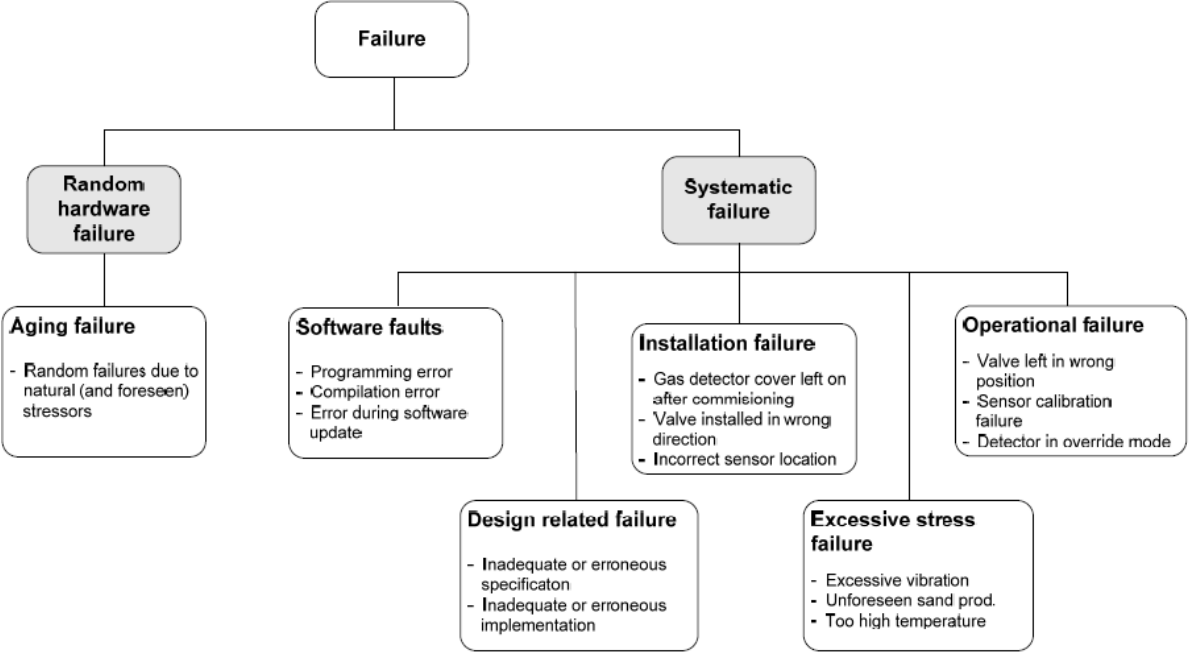 Failure
Random
hardware
failure
Systematic
failure
Aging failure
- Random failures due to
natural (and foreseen)
stressors
Software faults
- Programming error
- Compilation error
- Error during software
update
Installation failure
- Gas detector cover left on
after commisioning
- Valve installed in wrong
direction
- Incorrect sensor location
Operational failure
- Valve left in wrong
position
- Sensor calibration
failure
- Detector in override mode
Design related failure
- Inadequate or erroneous
specificaton
- Inadequate or erroneous
implementation
Excessive stress
failure
- Excessive vibration
- Unforeseen sand prod.
- Too high temperature